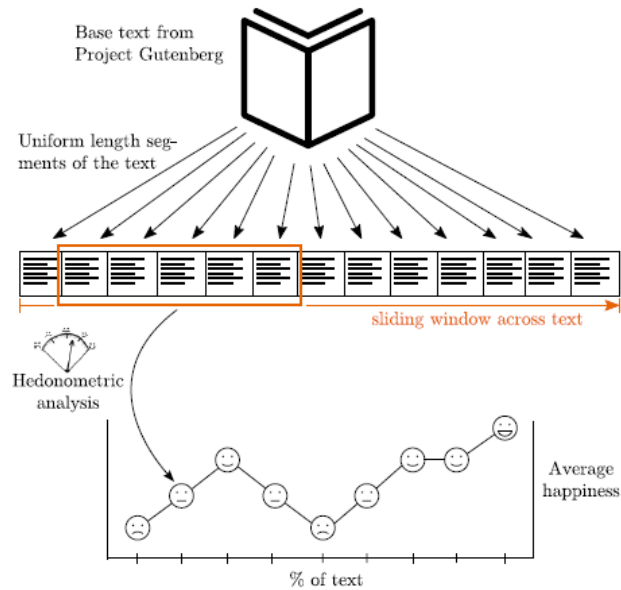 Base text from
Project Gutenberg
Uniform length seg-
ments of the text
sliding window across text
Hedonometric
analysis
Average
happiness
% of text